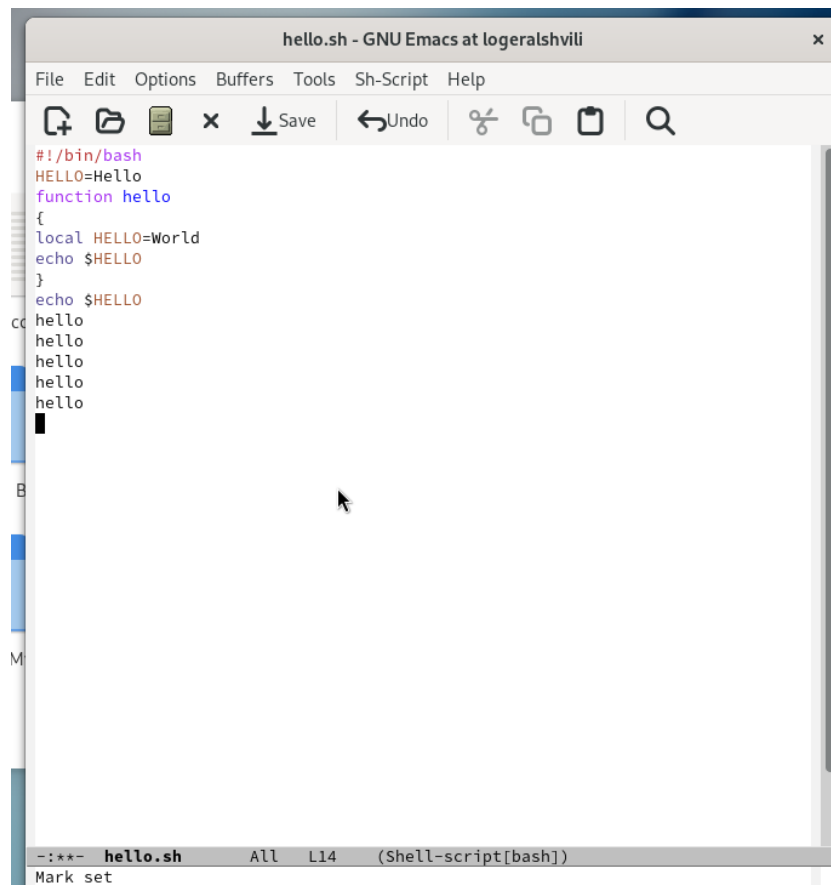 hello.sh - GNU Emacs at logeralshvili ×
File Edit Options Buffers Tools Sh-Script Help
Save Undo
#!/bin/bash
HELLO=Hello
function hello
{
local HELLO=World
echo $HELLO
}
echo $HELLO
hello
hello
hello
hello
hello
-:**- hello.sh All L14 (Shell-script[bash])
Mark set